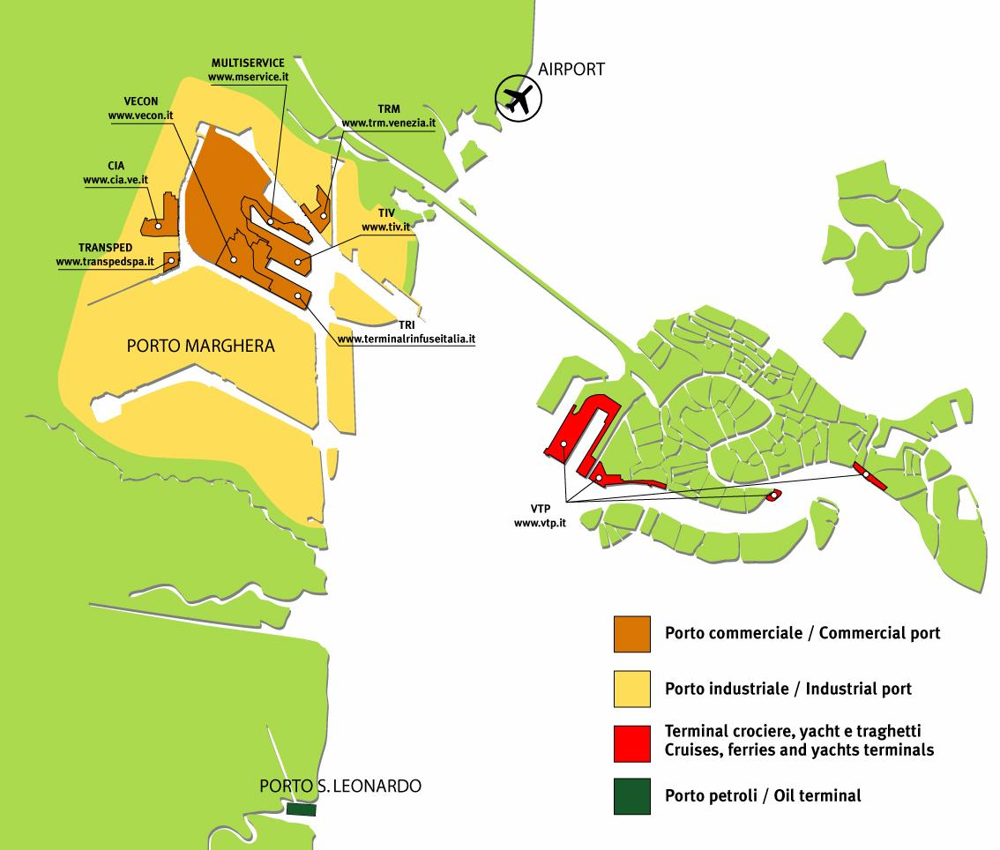 AIRPORT
MULTISERVICE
www.mservice.it
VECON
www.vecon.it
TRM
www.trm.venezia.it
CIA
www.cia.ve.it
TIV
www.tiv.it
TRANSPED
www.transpedspa.it
TRI
www.terminalrinfuseitalia.it
PORTO MARGHERA
VTP
www.vtp.it
Porto commerciale / Commercial port
Porto industriale / Industrial port
Terminal crociere, yacht e traghetti
Cruises, ferries and yachts terminals
PORTO S. LEONARDO
Porto petroli / Oil terminal